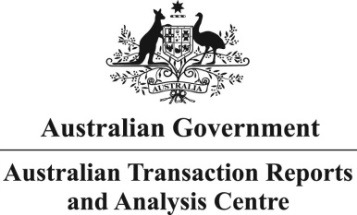 AUSTRALIA
Australian Government
Australian Transaction Reports
and Analysis Centre